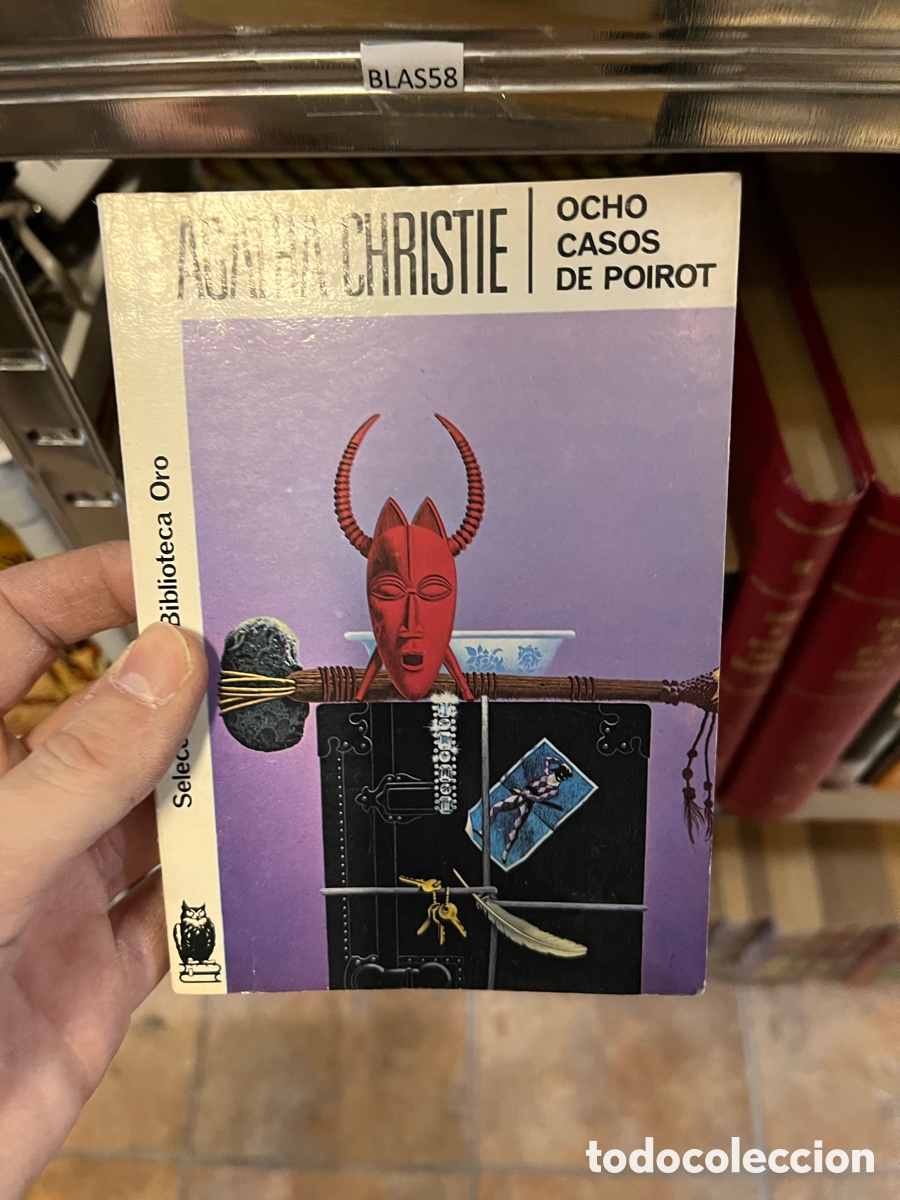 BLAS58
AGATHA CHRISTIE
OCHO
CASOS
DE POIROT
Biblioteca Oro
todocoleccion